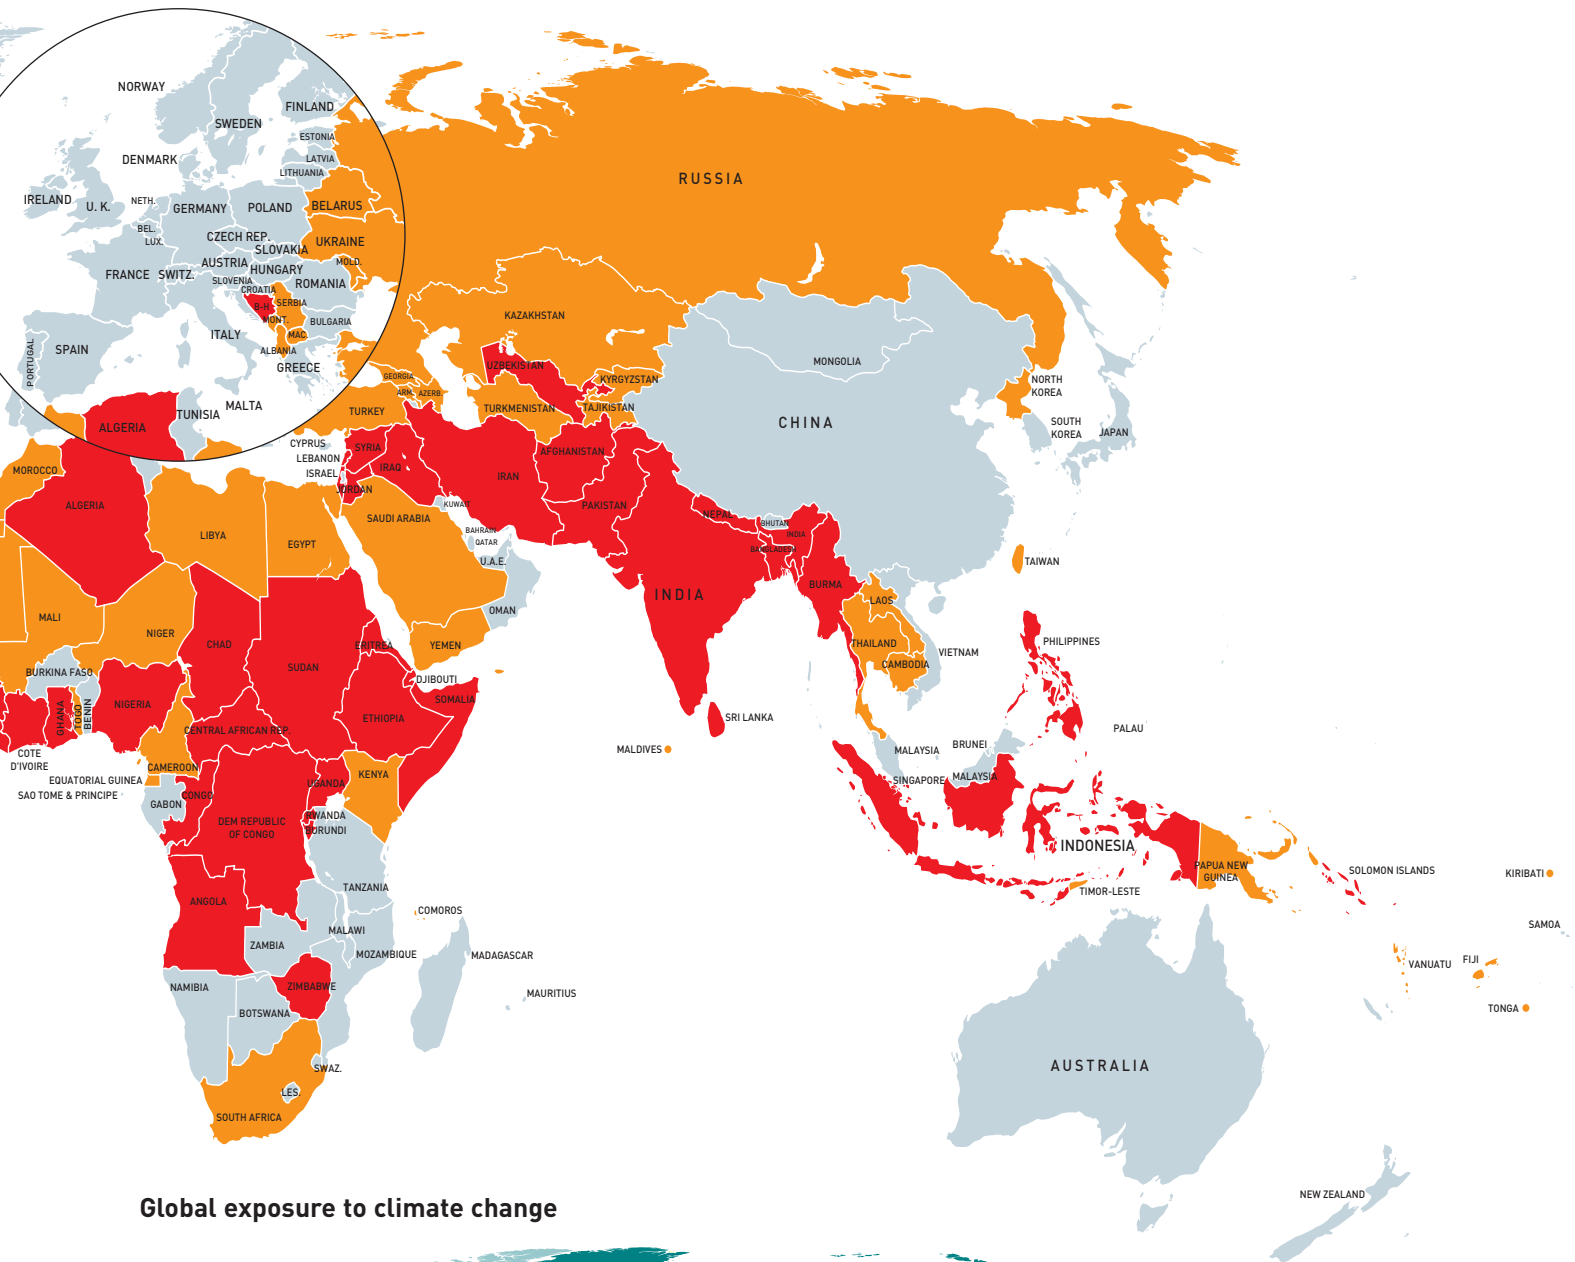 NORWAY
FINLAND
SWEDEN
ESTONIA
DENMARK
LATVIA
LITHUANIA
IRELAND
U. K.
NETH.
GERMANY
POLAND
BELARUS
BEL.
LUX.
CZECH REP.
SLOVAKIA
UKRAINE
AUSTRIA
MOLD.
FRANCE
SWITZ.
HUNGARY
SLOVENIA
CROATIA
ROMANIA
B-H
SERBIA
MONT.
BULGARIA
ITALY
MAC.
SPAIN
PORTUGAL
ALBANIA
GREECE
MALTA
TUNISIA
ALGERIA
RUSSIA
KAZAKHSTAN
MONGOLIA
UZBEKISTAN
KYRGYZSTAN
GEORGIA
ARM.
AZERB.
TURKMENISTAN
TAJIKISTAN
NORTH
KOREA
TURKEY
CHINA
SOUTH
KOREA
JAPAN
CYPRUS
LEBANON
ISRAEL
SYRIA
IRAQ
JORDAN
IRAN
AFGHANISTAN
PAKISTAN
MOROCCO
ALGERIA
LIBYA
EGYPT
SAUDI ARABIA
KUWAIT
BAHRAIN
QATAR
U.A.E.
OMAN
YEMEN
NEPAL
BHUTAN
INDIA
BANGLADESH
INDIA
BURMA
LAOS
THAILAND
CAMBODIA
VIETNAM
TAIWAN
PHILIPPINES
MALI
NIGER
CHAD
SUDAN
ERITREA
DJIBOUTI
SOMALIA
ETHIOPIA
BURKINA FASO
GHANA
TOGO
BENIN
NIGERIA
CENTRAL AFRICAN REP.
COTE
D'IVOIRE
CAMEROON
EQUATORIAL GUINEA
SAO TOME & PRINCIPE
GABON
CONGO
UGANDA
KENYA
RWANDA
BURUNDI
DEM REPUBLIC
OF CONGO
SRI LANKA
MALDIVES
PALAU
MALAYSIA
BRUNEI
SINGAPORE
MALAYSIA
INDONESIA
PAPUA NEW
GUINEA
TIMOR-LESTE
SOLOMON ISLANDS
KIRIBATI
SAMOA
VANUATU
FIJI
TONGA
TANZANIA
ANGOLA
COMOROS
ZAMBIA
MALAWI
MOZAMBIQUE
MADAGASCAR
MAURITIUS
NAMIBIA
ZIMBABWE
BOTSWANA
SWAZ.
LES.
SOUTH AFRICA
AUSTRALIA
NEW ZEALAND
Global exposure to climate change